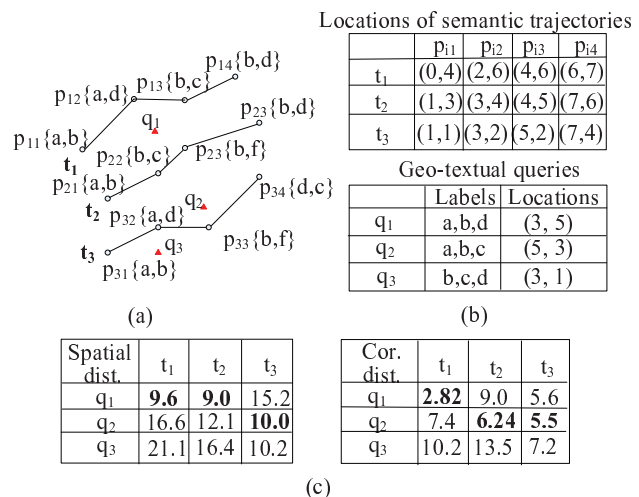 p14{b,d}
p13{b,c}
p12{a,d}
p23{b,d}
q1
p11{a,b}
t1
p22{b,c}
p23{b,f}
p21{a,b}
p34{d,c}
t2
q2
p32{a,d}
t3
q3
p33{b,f}
p31{a,b}
(a)
Locations of semantic trajectories
pi1 pi2 pi3 pi4
t1 (0,4) (2,6) (4,6) (6,7)
t2 (1,3) (3,4) (4,5) (7,6)
t3 (1,1) (3,2) (5,2) (7,4)
Geo-textual queries
Labels Locations
q1 a,b,d (3, 5)
q2 a,b,c (5, 3)
q3 b,c,d (3, 1)
(b)
Spatial dist. t1 t2 t3
q1 9.6 9.0 15.2
q2 16.6 12.1 10.0
q3 21.1 16.4 10.2
Cor. dist. t1 t2 t3
q1 2.82 9.0 5.6
q2 7.4 6.24 5.5
q3 10.2 13.5 7.2
(c)